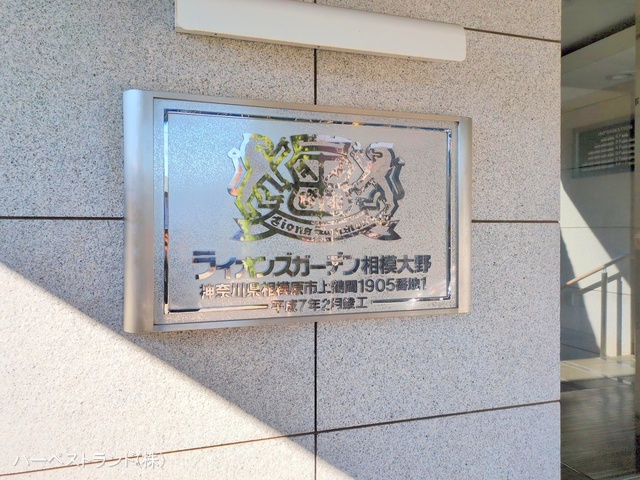 ライオンズガーデン相模大野
神奈川県相模原市上鶴間1905番地1
平成7年2月竣工
ハーベストランド(株)